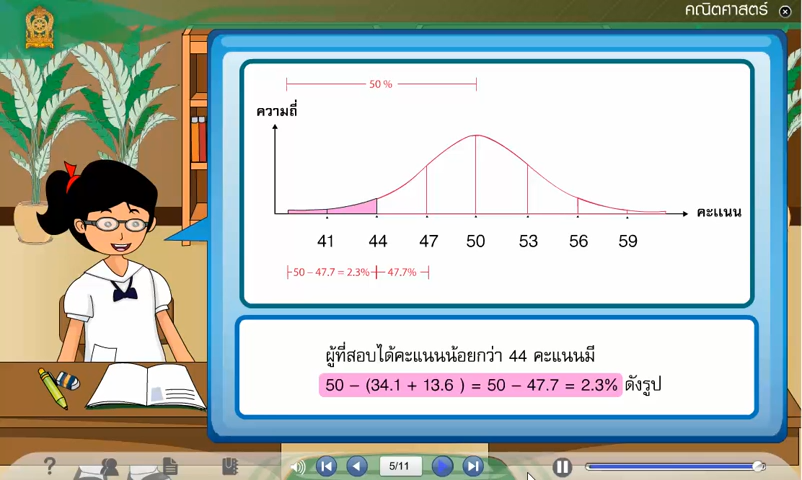 คณิตศาสตร์
50 %
ความถี่
คะแนน
41 44 47 50 53 56 59
50 – 47.7 = 2.3% 47.7%
ผู้ที่สอบได้คะแนนน้อยกว่า 44 คะแนนมี
50 – (34.1 + 13.6 ) = 50 – 47.7 = 2.3% ดังรูป
? 5/11